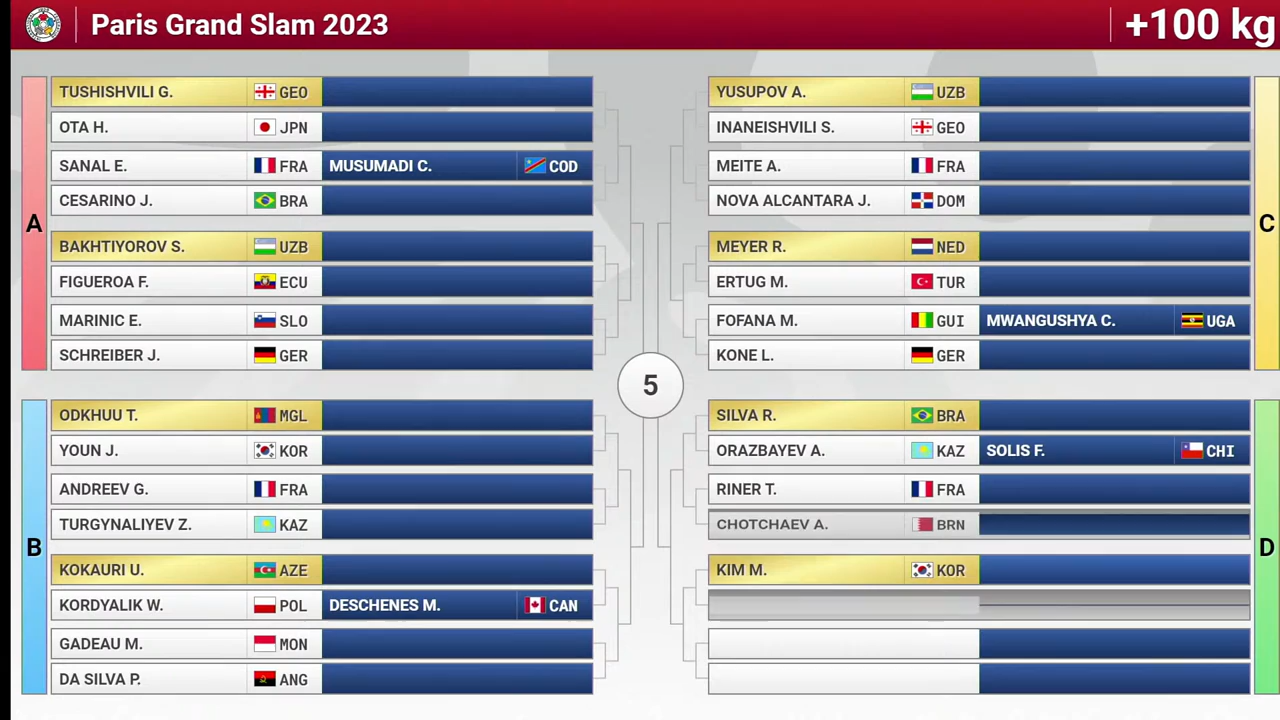 Paris Grand Slam 2023
+100 kg
A
TUSHISHVILI G. GEO
OTA H. JPN
SANAL E. FRA MUSUMADI C. COD
CESARINO J. BRA
BAKHTIYOROV S. UZB
FIGUEROA F. ECU
MARINIC E. SLO
SCHREIBER J. GER
B
ODKHUU T. MGL
YOUN J. KOR
ANDREEV G. FRA
TURGYNALIYEV Z. KAZ
KOKAURI U. AZE
KORDYALIK W. POL DESCHENES M. CAN
GADEAU M. MON
DA SILVA P. ANG
5
YUSUPOV A. UZB
INANEISHVILI S. GEO
MEITE A. FRA
NOVA ALCANTARA J. DOM
MEYER R. NED
ERTUG M. TUR
FOFANA M. GUI MWANGUSHYA C. UGA
KONE L. GER
C
SILVA R. BRA
ORAZBAYEV A. KAZ SOLIS F. CHI
RINER T. FRA
CHOTCHAEV A. BRN
KIM M. KOR
D